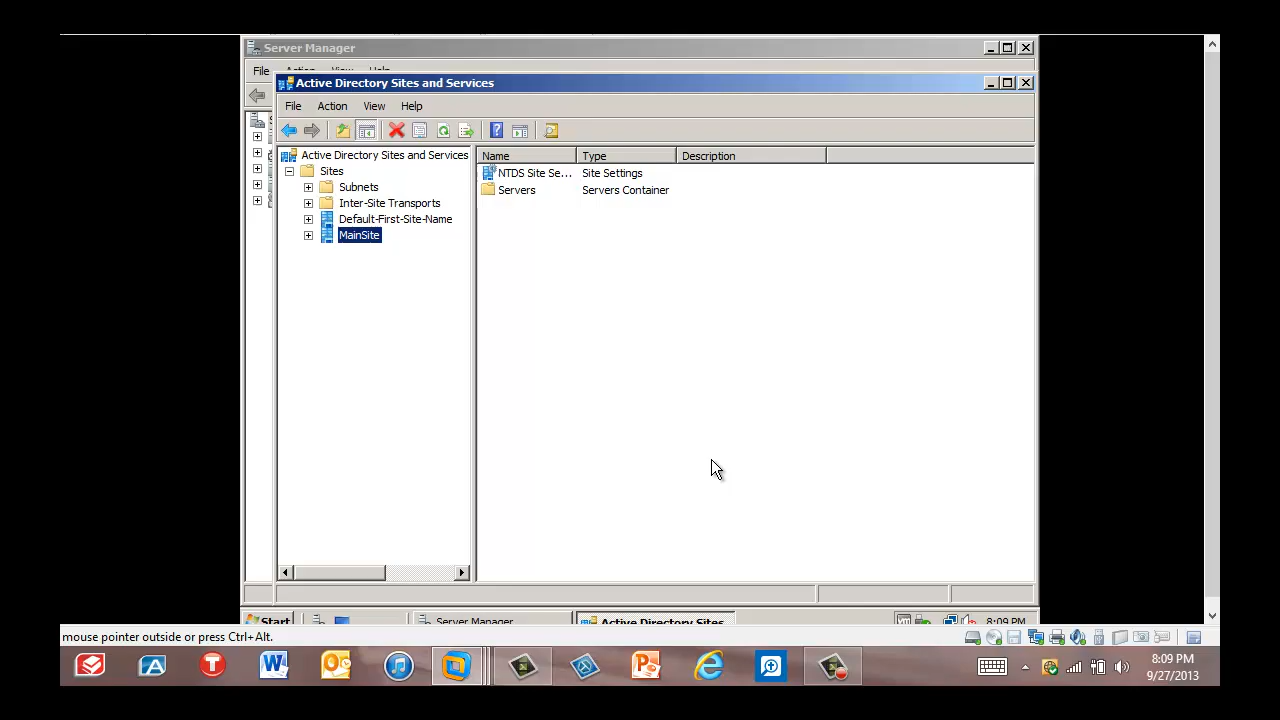 Server Manager
File
Active Directory Sites and Services
File Action View Help
Active Directory Sites and Services
Sites
Subnets
Inter-Site Transports
Default-First-Site-Name
MainSite
Name Type Description
NTDS Site Se... Site Settings
Servers Servers Container
Start
Server Manager
Active Directory Sites
8:09 PM
mouse pointer outside or press Ctrl+Alt.
8:09 PM
9/27/2013